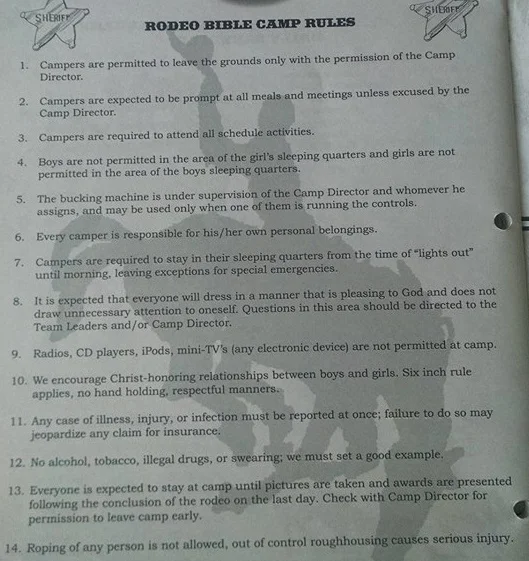 SHERIFF
SHERIFF
RODEO BIBLE CAMP RULES
1. Campers are permitted to leave the grounds only with the permission of the Camp
Director.
2. Campers are expected to be prompt at all meals and meetings unless excused by the
Camp Director.
3. Campers are required to attend all schedule activities.
4. Boys are not permitted in the area of the girl's sleeping quarters and girls are not
permitted in the area of the boys sleeping quarters.
5. The bucking machine is under supervision of the Camp Director and whomever he
assigns, and may be used only when one of them is running the controls.
6. Every camper is responsible for his/her own personal belongings.
7. Campers are required to stay in their sleeping quarters from the time of "lights out"
until morning, leaving exceptions for special emergencies.
8. It is expected that everyone will dress in a manner that is pleasing to God and does not
draw unnecessary attention to oneself. Questions in this area should be directed to the
Team Leaders and/or Camp Director.
9. Radios, CD players, iPods, mini-TV's (any electronic device) are not permitted at camp.
10. We encourage Christ-honoring relationships between boys and girls. Six inch rule
applies, no hand holding, respectful manners.
11. Any case of illness, injury, or infection must be reported at once; failure to do so may
jeopardize any claim for insurance.
12. No alcohol, tobacco, illegal drugs, or swearing; we must set a good example.
13. Everyone is expected to stay at camp until pictures are taken and awards are presented
following the conclusion of the rodeo on the last day. Check with Camp Director for
permission to leave camp early.
14. Roping of any person is not allowed, out of control roughhousing causes serious injury.